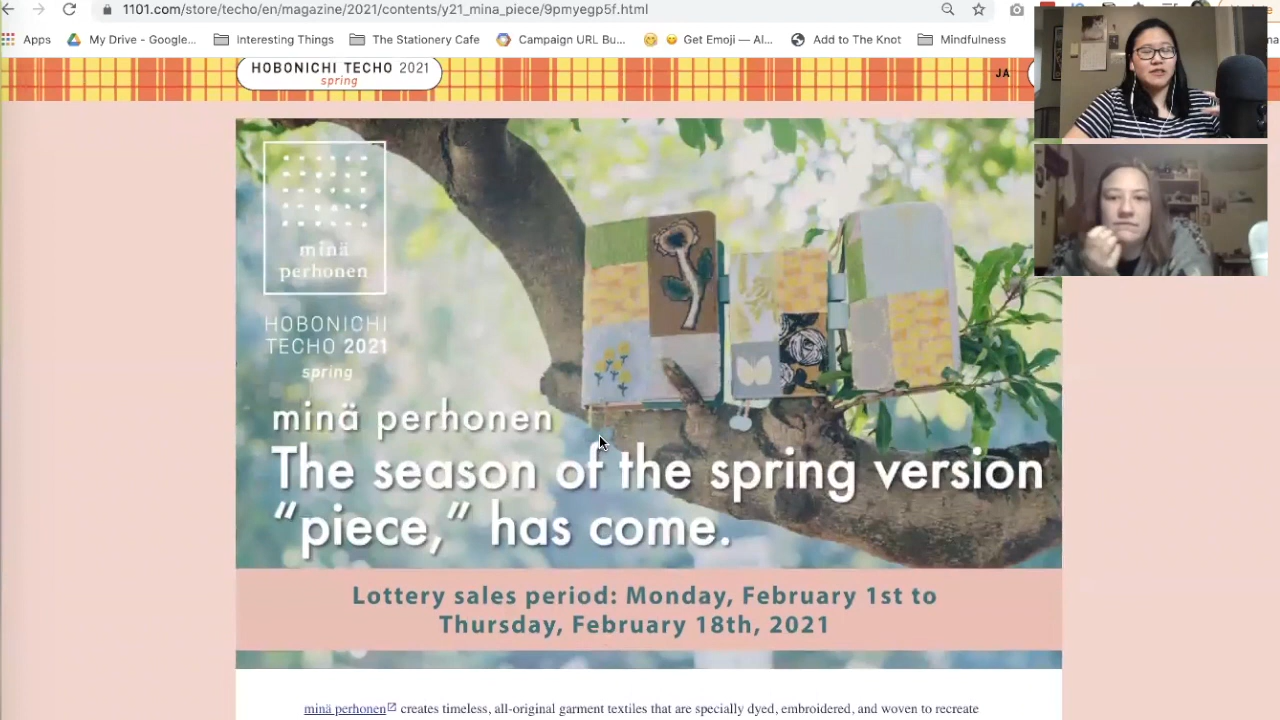 1101.com/store/techo/en/magazine/2021/contents/y21_mina_piece/9pmyegp5f.html
Apps
My Drive - Google...
Interesting Things
The Stationery Cafe
Campaign URL Bu...
Get Emoji — Al...
Add to The Knot
Mindfulness
HOBONICHI TECHO 2021
spring
JA
minä
perhonen
HOBONICHI
TECHO 2021
spring
minä perhonen
The season of the spring version
“piece,” has come.
Lottery sales period: Monday, February 1st to
Thursday, February 18th, 2021
minä perhonen creates timeless, all-original garment textiles that are specially dyed, embroidered, and woven to recreate